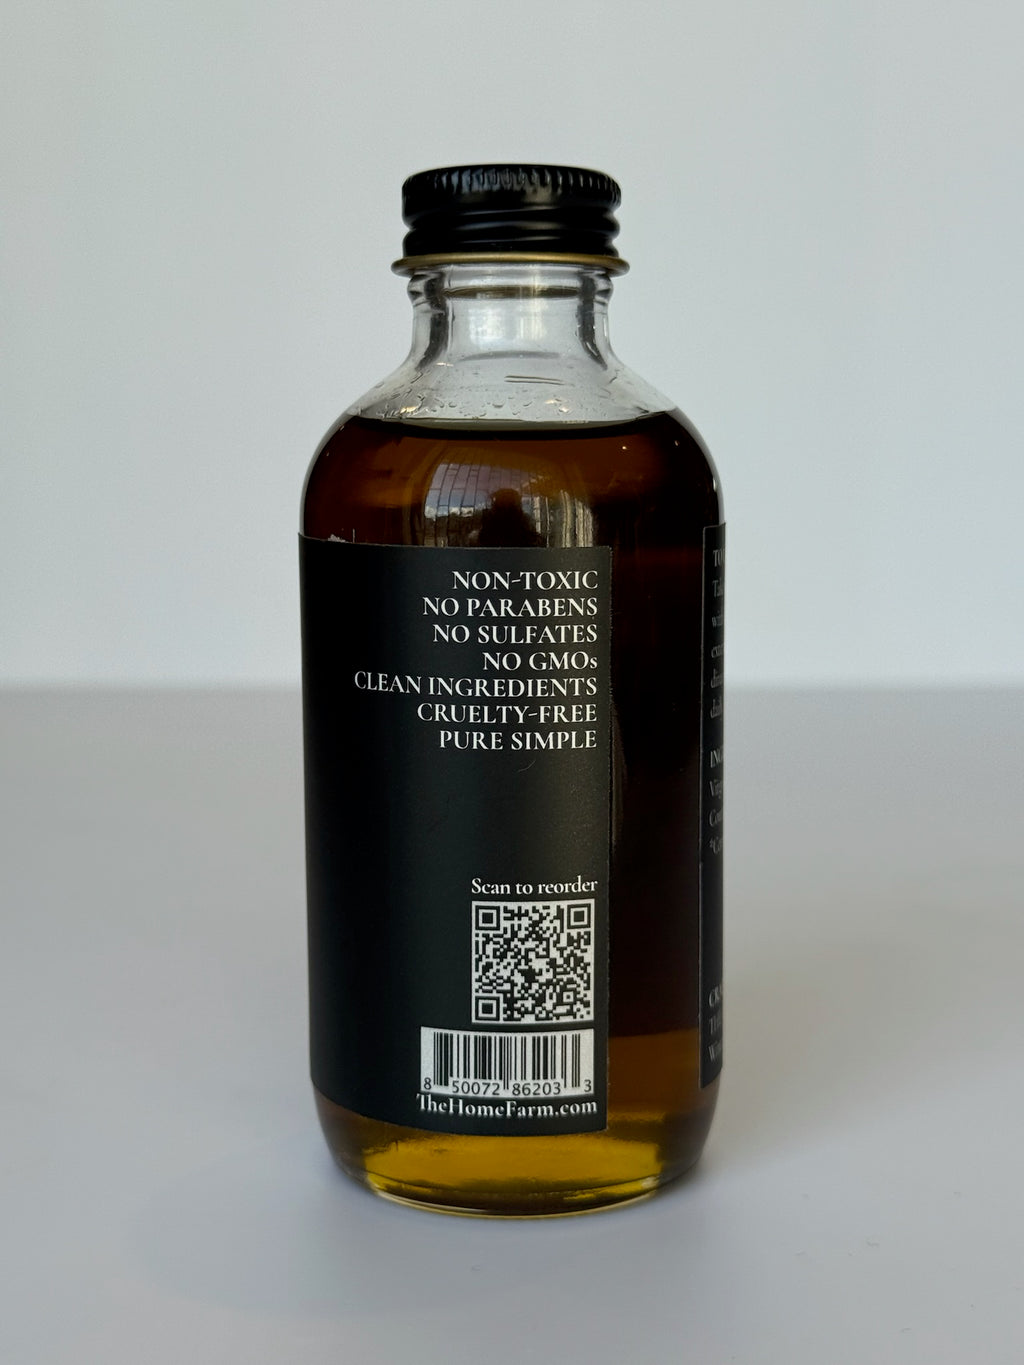 NON-TOXIC
NO PARABENS
NO SULFATES
NO GMOs
CLEAN INGREDIENTS
CRUELTY-FREE
PURE SIMPLE
Scan to reorder
8 50072 86203 3
TheHomeFarm.com